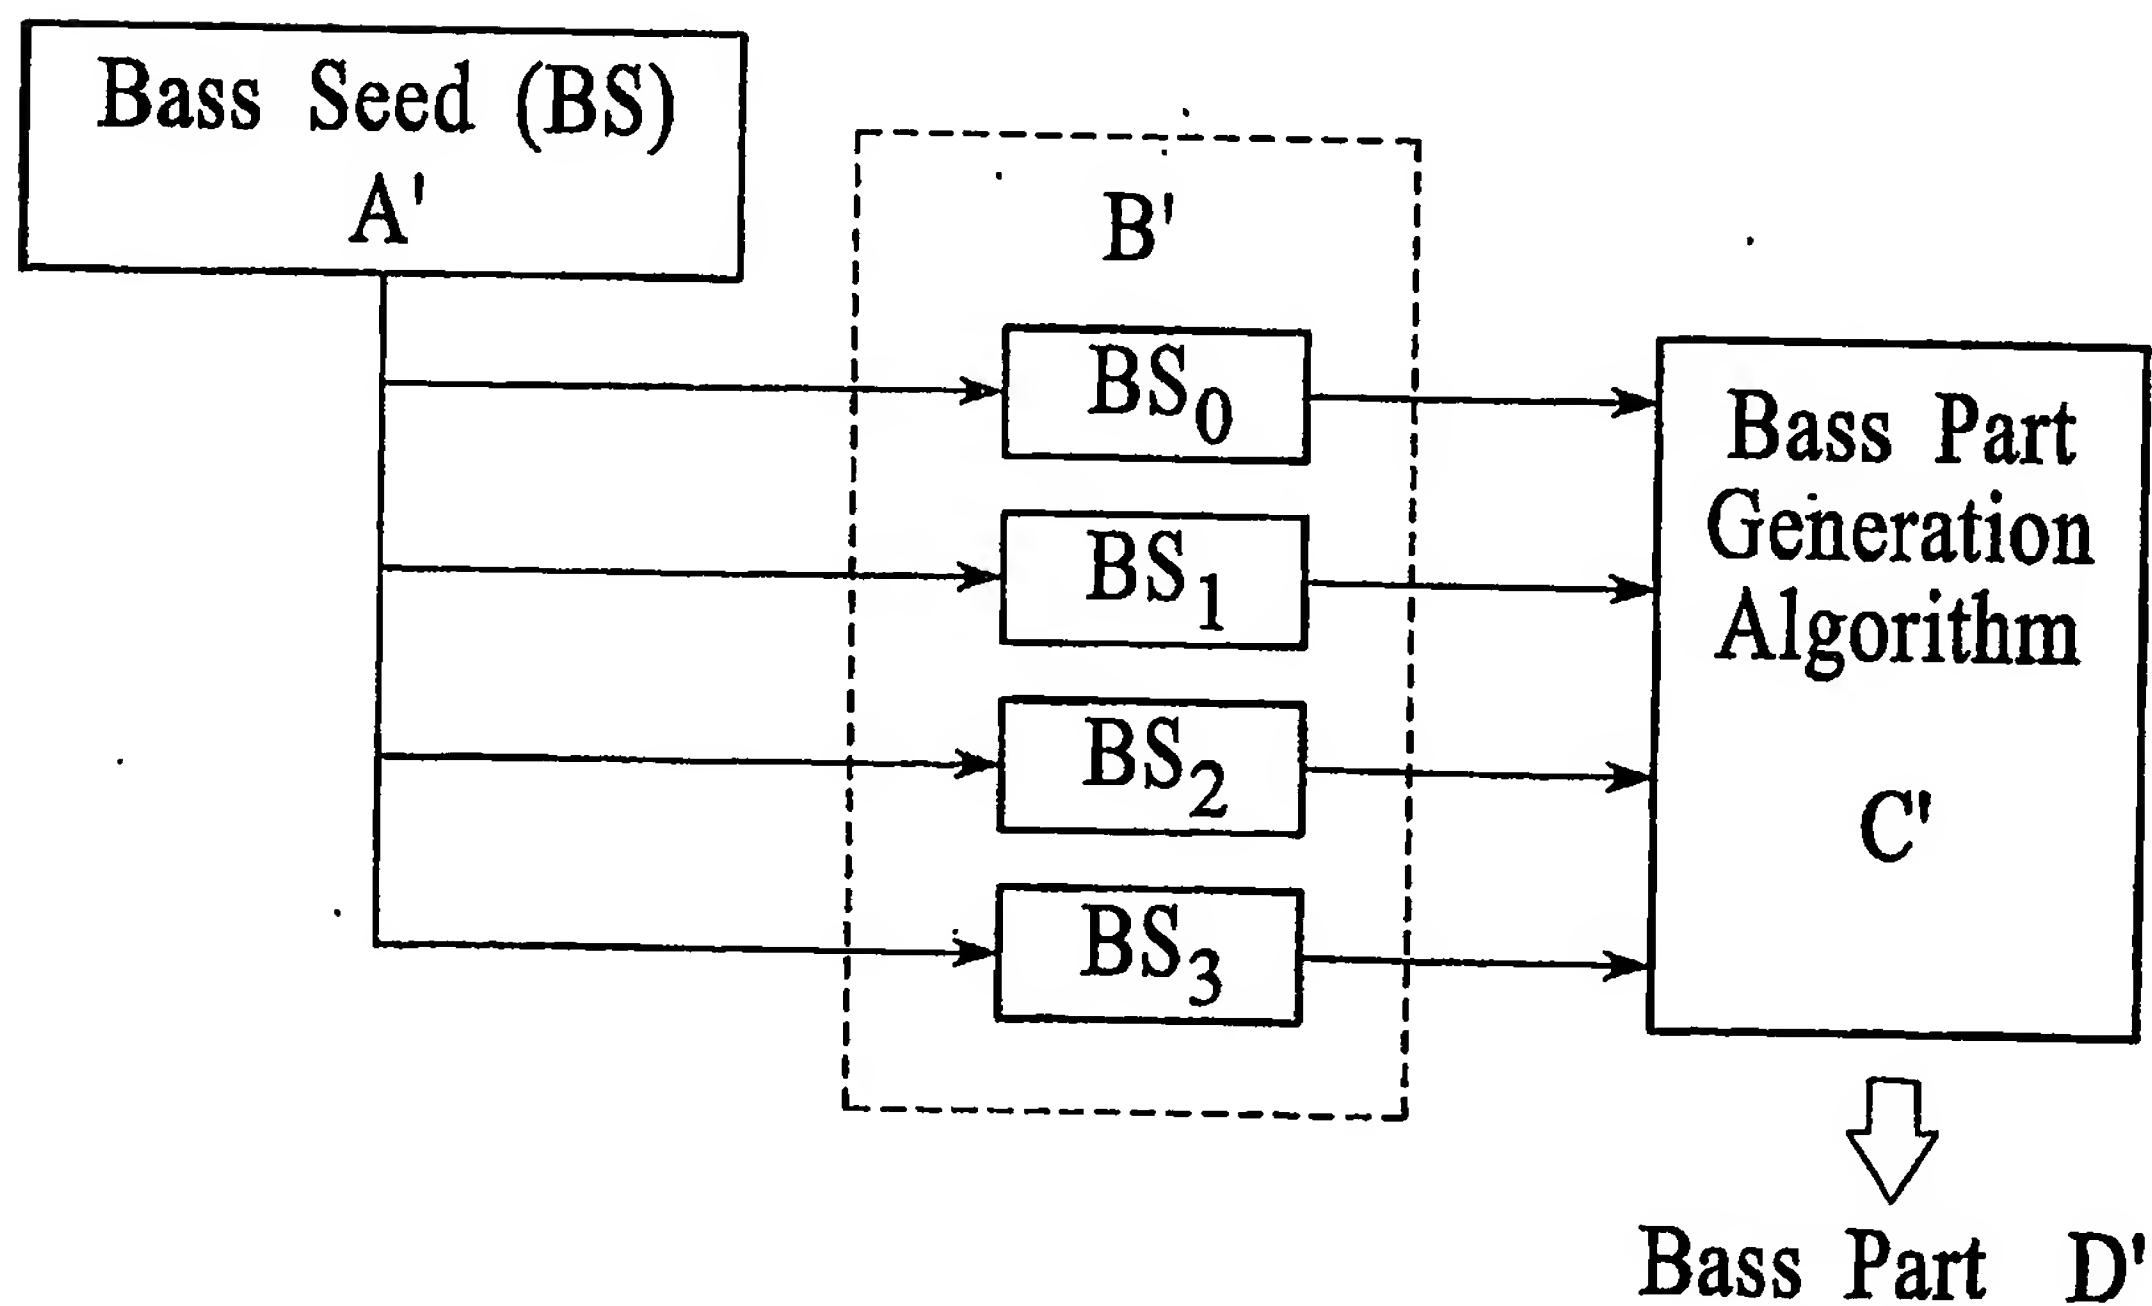 Bass Seed (BS)
A'
B'
BS₀
BS₁
BS₂
BS₃
Bass Part
Generation
Algorithm
C'
Bass Part D'